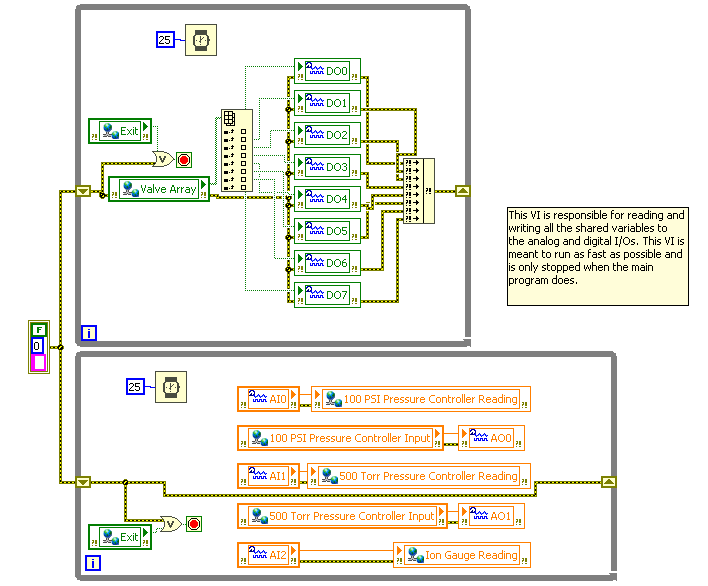 25
DO0
DO1
Exit
DO2
V
DO3
Valve Array
DO4
DO5
DO6
DO7
i
This VI is responsible for reading and
writing all the shared variables to
the analog and digital I/Os. This VI is
meant to run as fast as possible and
is only stopped when the main
program does.
F
0
25
AI0
100 PSI Pressure Controller Reading
100 PSI Pressure Controller Input
AO0
AI1
500 Torr Pressure Controller Reading
500 Torr Pressure Controller Input
AO1
Exit
V
AI2
Ion Gauge Reading
i